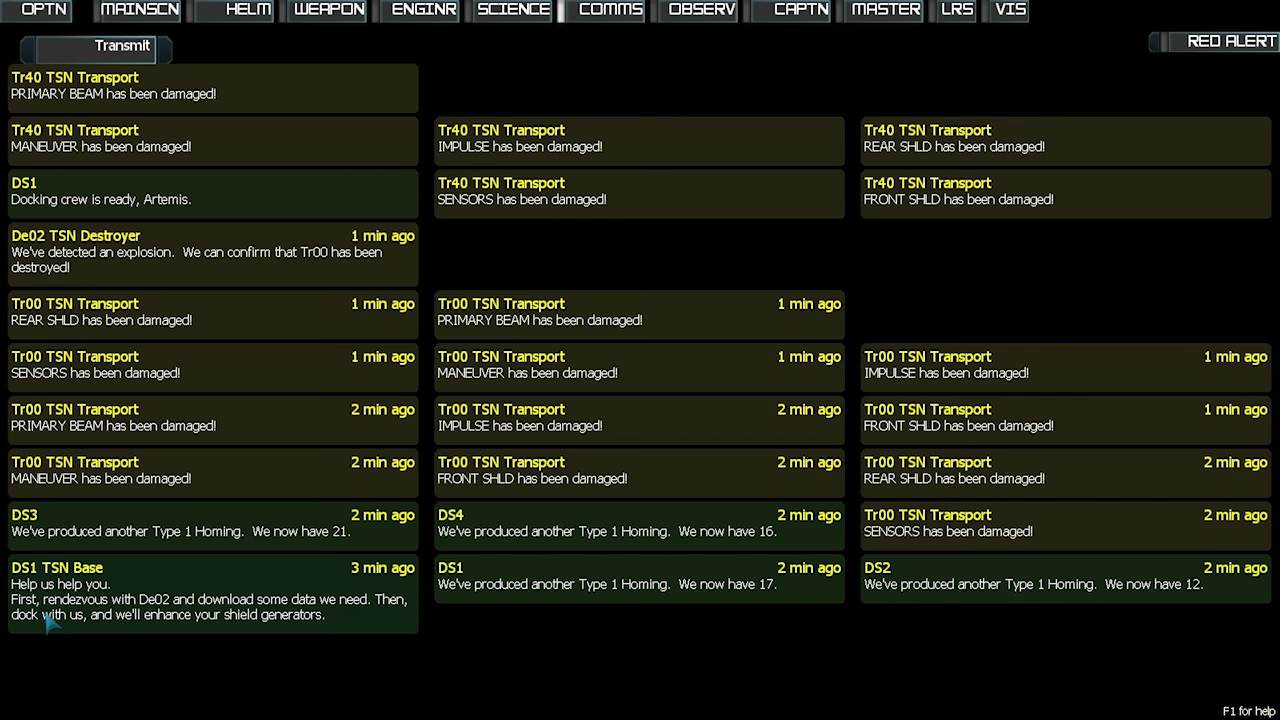 OPTN MAINSCN HELM WEAPON ENGINR SCIENCE COMMS OBSERV CAPTN MASTER LRS VIS
Transmit
RED ALERT
Tr40 TSN Transport
PRIMARY BEAM has been damaged!
Tr40 TSN Transport
MANEUVER has been damaged!
Tr40 TSN Transport
IMPULSE has been damaged!
Tr40 TSN Transport
REAR SHLD has been damaged!
DS1
Docking crew is ready, Artemis.
Tr40 TSN Transport
SENSORS has been damaged!
Tr40 TSN Transport
FRONT SHLD has been damaged!
De02 TSN Destroyer 1 min ago
We've detected an explosion.  We can confirm that Tr00 has been
destroyed!
Tr00 TSN Transport 1 min ago
REAR SHLD has been damaged!
Tr00 TSN Transport 1 min ago
PRIMARY BEAM has been damaged!
Tr00 TSN Transport 1 min ago
SENSORS has been damaged!
Tr00 TSN Transport 1 min ago
MANEUVER has been damaged!
Tr00 TSN Transport 1 min ago
IMPULSE has been damaged!
Tr00 TSN Transport 2 min ago
PRIMARY BEAM has been damaged!
Tr00 TSN Transport 2 min ago
IMPULSE has been damaged!
Tr00 TSN Transport 1 min ago
FRONT SHLD has been damaged!
Tr00 TSN Transport 2 min ago
MANEUVER has been damaged!
Tr00 TSN Transport 2 min ago
FRONT SHLD has been damaged!
Tr00 TSN Transport 2 min ago
REAR SHLD has been damaged!
DS3 2 min ago
We've produced another Type 1 Homing.  We now have 21.
DS4 2 min ago
We've produced another Type 1 Homing.  We now have 16.
Tr00 TSN Transport 2 min ago
SENSORS has been damaged!
DS1 TSN Base 3 min ago
Help us help you.
First, rendezvous with De02 and download some data we need. Then,
dock with us, and we'll enhance your shield generators.
DS1 2 min ago
We've produced another Type 1 Homing.  We now have 17.
DS2 2 min ago
We've produced another Type 1 Homing.  We now have 12.
F1 for help